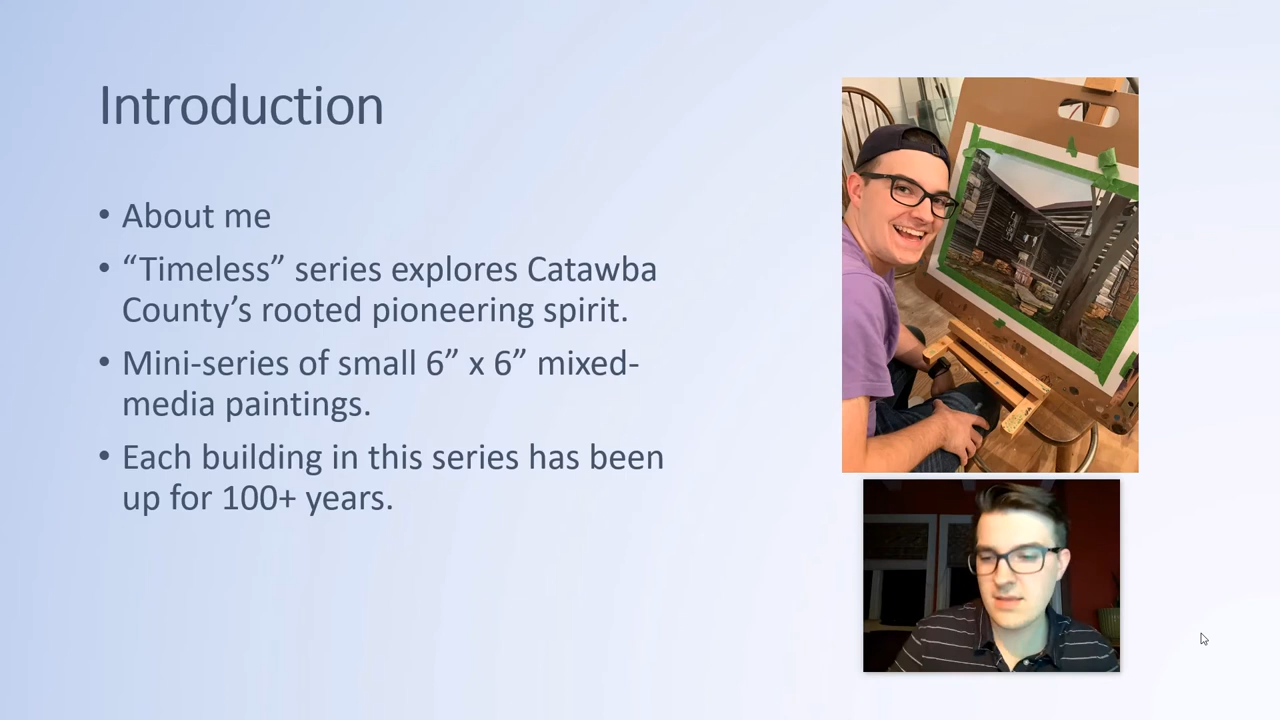 Introduction
• About me
• “Timeless” series explores Catawba
County’s rooted pioneering spirit.
• Mini-series of small 6” x 6” mixed-
media paintings.
• Each building in this series has been
up for 100+ years.